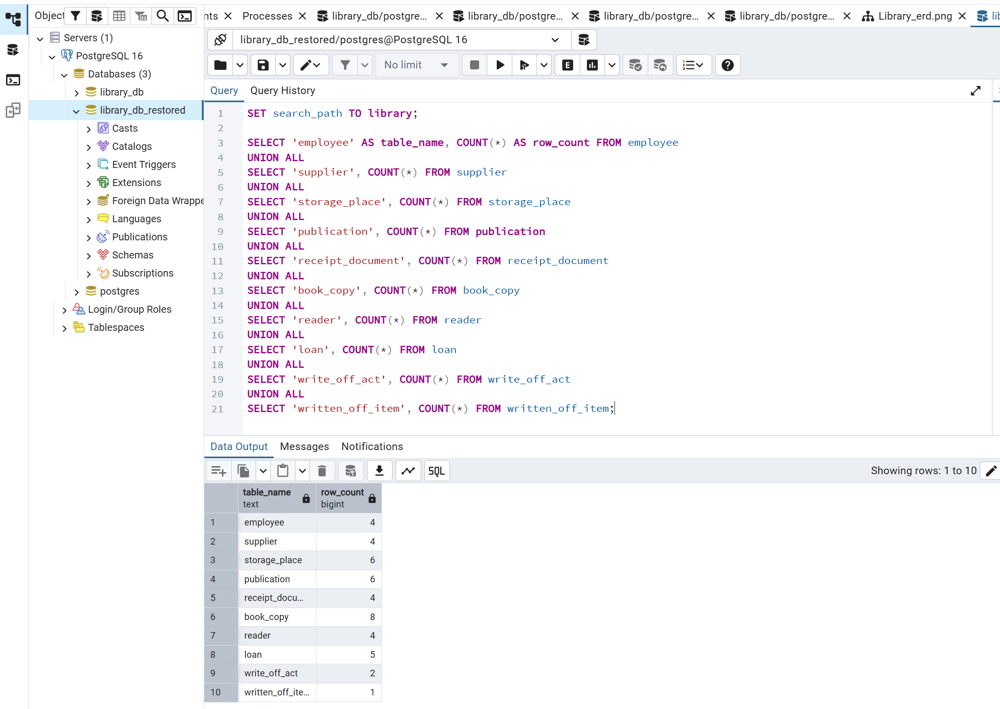 Object
nts
Processes
library_db/postgre...
library_db/postgre...
library_db/postgre...
library_db/postgre...
Library_erd.png
Servers (1)
PostgreSQL 16
Databases (3)
library_db
library_db_restored
Casts
Catalogs
Event Triggers
Extensions
Foreign Data Wrappe
Languages
Publications
Schemas
Subscriptions
postgres
Login/Group Roles
Tablespaces
library_db_restored/postgres@PostgreSQL 16
No limit
E
Query
Query History
1 SET search_path TO library;
2
3 SELECT 'employee' AS table_name, COUNT(*) AS row_count FROM employee
4 UNION ALL
5 SELECT 'supplier', COUNT(*) FROM supplier
6 UNION ALL
7 SELECT 'storage_place', COUNT(*) FROM storage_place
8 UNION ALL
9 SELECT 'publication', COUNT(*) FROM publication
10 UNION ALL
11 SELECT 'receipt_document', COUNT(*) FROM receipt_document
12 UNION ALL
13 SELECT 'book_copy', COUNT(*) FROM book_copy
14 UNION ALL
15 SELECT 'reader', COUNT(*) FROM reader
16 UNION ALL
17 SELECT 'loan', COUNT(*) FROM loan
18 UNION ALL
19 SELECT 'write_off_act', COUNT(*) FROM write_off_act
20 UNION ALL
21 SELECT 'written_off_item', COUNT(*) FROM written_off_item;
Data Output
Messages
Notifications
SQL
Showing rows: 1 to 10
table_name row_count
text bigint
1 employee 4
2 supplier 4
3 storage_place 6
4 publication 6
5 receipt_docu... 4
6 book_copy 8
7 reader 4
8 loan 5
9 write_off_act 2
10 written_off_ite... 1